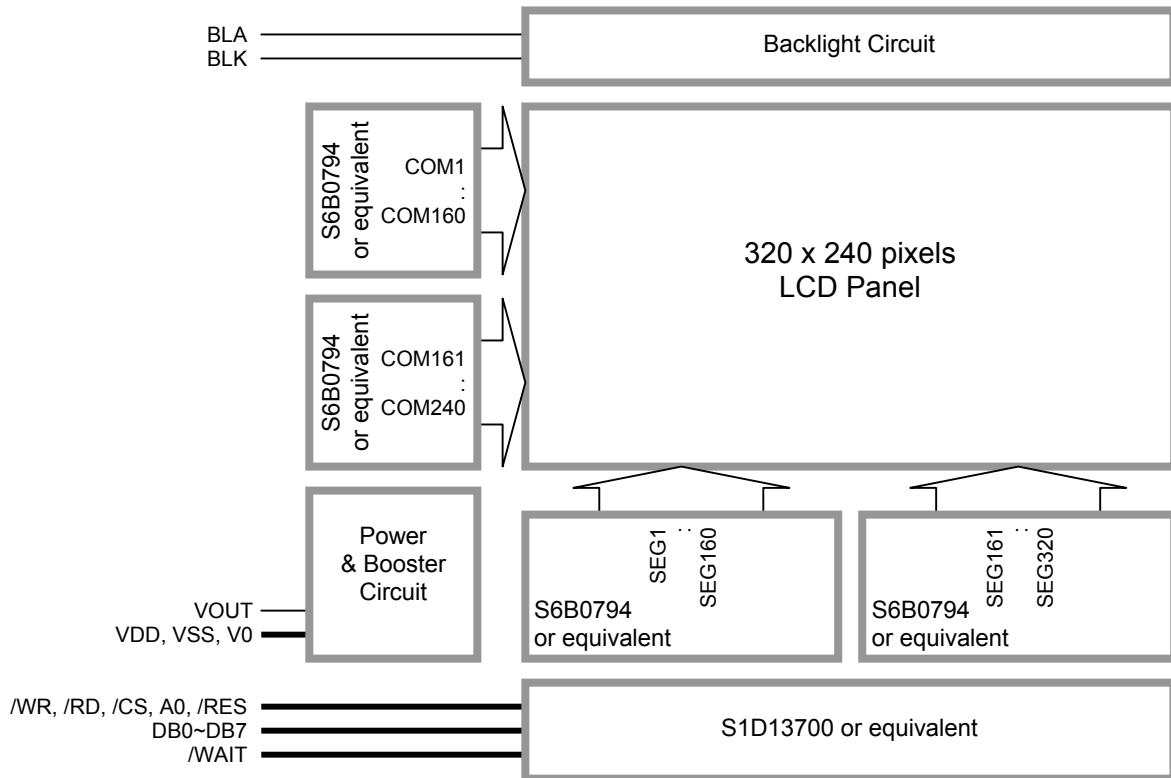 BLA
BLK
Backlight Circuit
S6B0794
or equivalent
COM1
..
COM160
320 x 240 pixels
LCD Panel
S6B0794
or equivalent
COM161
..
COM240
Power
& Booster
Circuit
VOUT
VDD, VSS, V0
SEG1
..
SEG160
S6B0794
or equivalent
SEG161
..
SEG320
S6B0794
or equivalent
/WR, /RD, /CS, A0, /RES
DB0~DB7
/WAIT
S1D13700 or equivalent